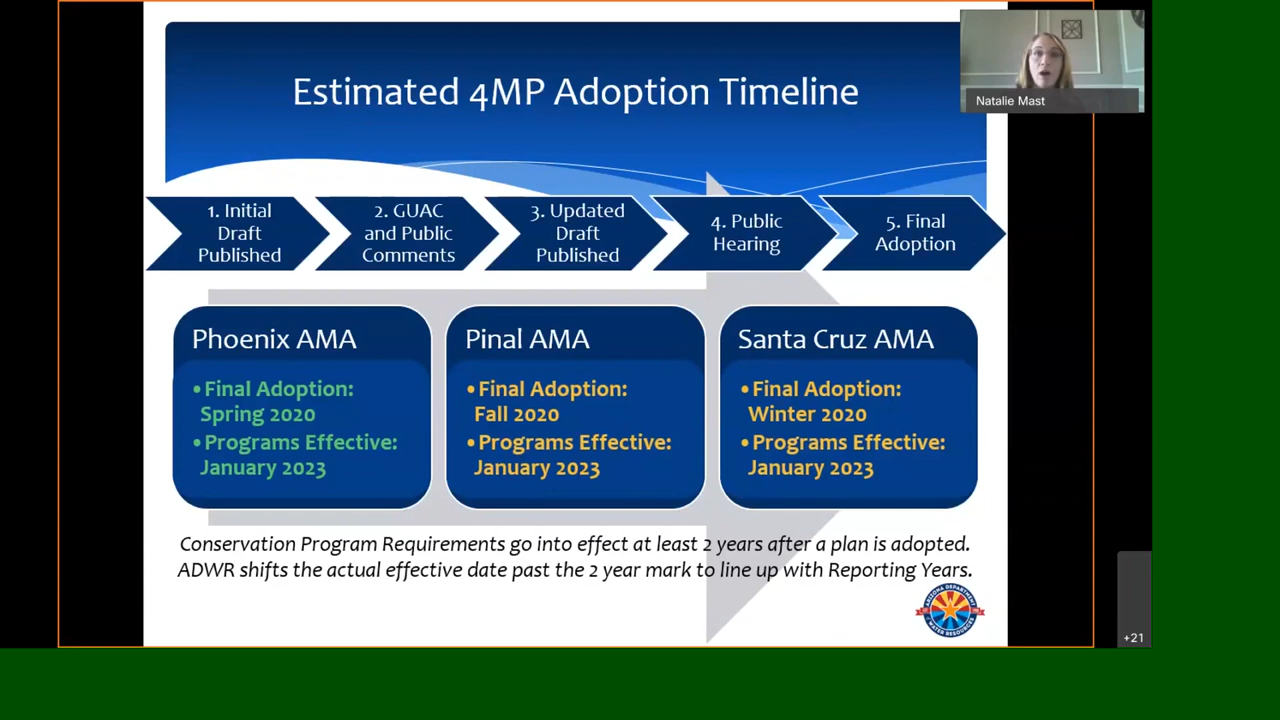 Estimated 4MP Adoption Timeline
Natalie Mast
1. Initial
Draft
Published
2. GUAC
and Public
Comments
3. Updated
Draft
Published
4. Public
Hearing
5. Final
Adoption
Phoenix AMA
•Final Adoption:
Spring 2020
•Programs Effective:
January 2023
Pinal AMA
•Final Adoption:
Fall 2020
•Programs Effective:
January 2023
Santa Cruz AMA
•Final Adoption:
Winter 2020
•Programs Effective:
January 2023
Conservation Program Requirements go into effect at least 2 years after a plan is adopted.
ADWR shifts the actual effective date past the 2 year mark to line up with Reporting Years.
ARIZONA DEPARTMENT
WATER RESOURCES
+21